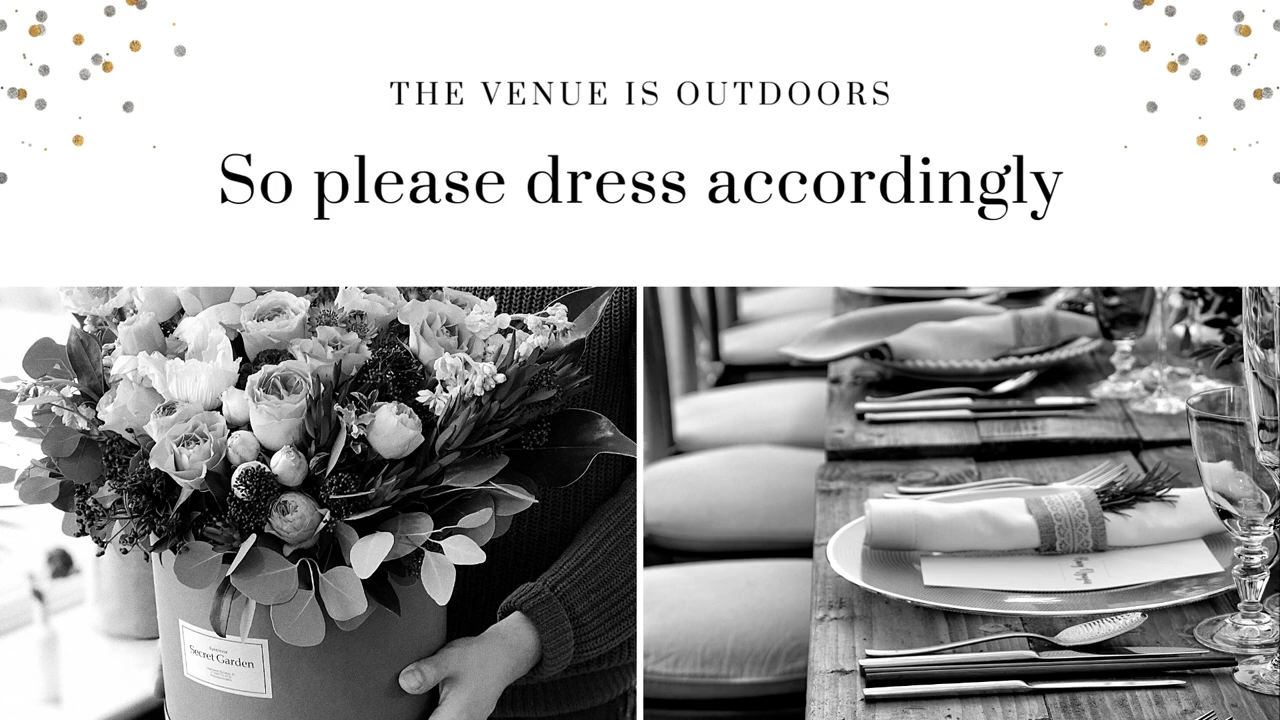 THE VENUE IS OUTDOORS
So please dress accordingly
Secret Garden